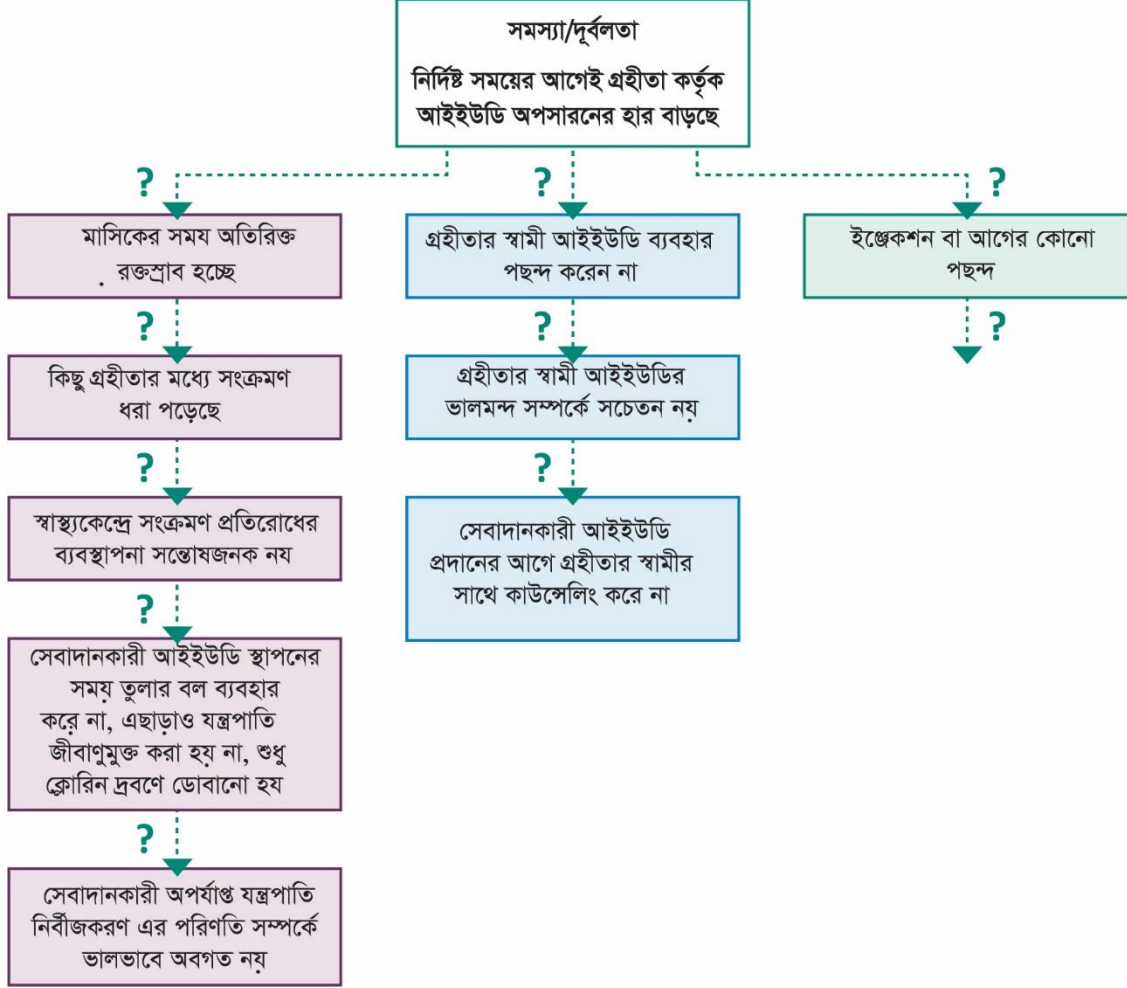 সমস্যা/দূর্বলতা
নির্দিষ্ট সময়ের আগেই গ্রহীতা কর্তৃক
আইইউডি অপসারনের হার বাড়ছে
?
?
?
মাসিকের সময অতিরিক্ত
রক্তস্রাব হচ্ছে
গ্রহীতার স্বামী আইইউডি ব্যবহার
পছন্দ করেন না
ইঞ্জেকশন বা আগের কোনো
পছন্দ
?
?
?
কিছু গ্রহীতার মধ্যে সংক্রমণ
ধরা পড়েছে
গ্রহীতার স্বামী আইইউডির
ভালমন্দ সম্পর্কে সচেতন নয়
?
?
স্বাস্থ্যকেন্দ্রে সংক্রমণ প্রতিরোধের
ব্যবস্থাপনা সন্তোষজনক নয
সেবাদানকারী আইইউডি
প্রদানের আগে গ্রহীতার স্বামীর
সাথে কাউন্সেলিং করে না
?
সেবাদানকারী আইইউডি স্থাপনের
সময় তুলার বল ব্যবহার
করে না, এছাড়াও যন্ত্রপাতি
জীবাণুমুক্ত করা হয় না, শুধু
ক্লোরিন দ্রবণে ডোবানো হয
?
সেবাদানকারী অপর্যাপ্ত যন্ত্রপাতি
নির্বীজকরণ এর পরিণতি সম্পর্কে
ভালভাবে অবগত নয়